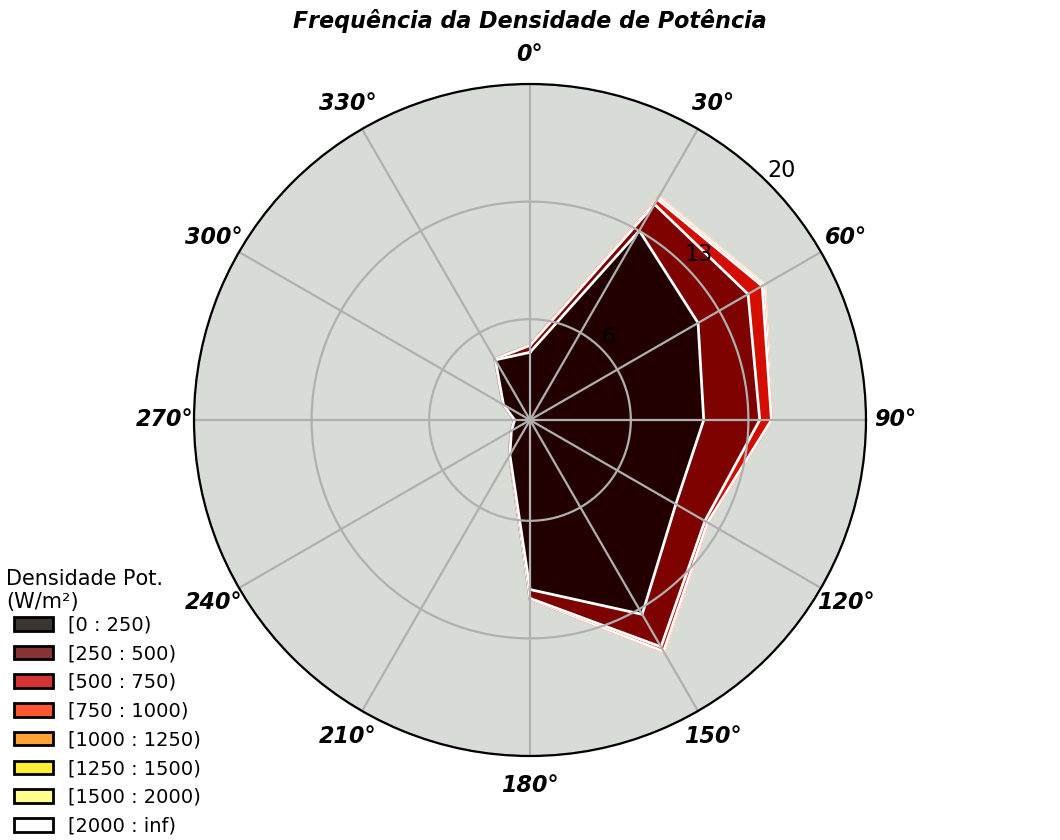 Frequência da Densidade de Potência
0°
330°
30°
20
300°
60°
13
6
270°
90°
240°
120°
210°
150°
180°
Densidade Pot.
(W/m²)
[0 : 250)
[250 : 500)
[500 : 750)
[750 : 1000)
[1000 : 1250)
[1250 : 1500)
[1500 : 2000)
[2000 : inf)